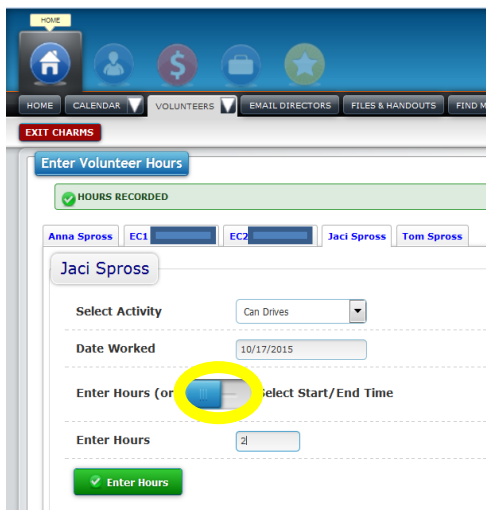 HOME
HOME CALENDAR VOLUNTEERS EMAIL DIRECTORS FILES & HANDOUTS FIND M
EXIT CHARMS
Enter Volunteer Hours
HOURS RECORDED
Anna Spross EC1 EC2 Jaci Spross Tom Spross
Jaci Spross
Select Activity Can Drives
Date Worked 10/17/2015
Enter Hours (or Select Start/End Time
Enter Hours 2
Enter Hours